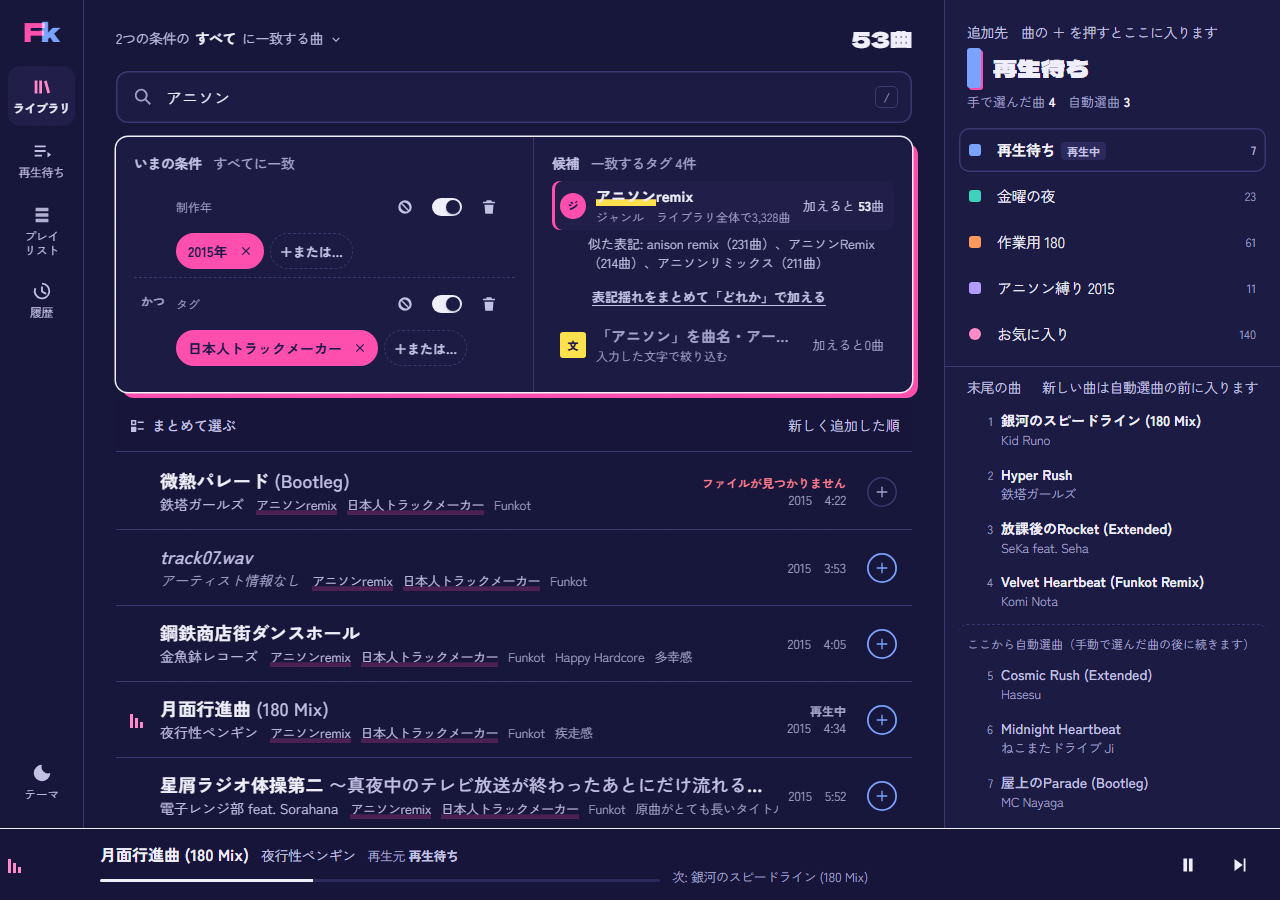 Fk
ライブラリ
再生待ち
プレイ
リスト
履歴
テーマ
2つの条件の すべて に一致する曲
53曲
アニソン
/
いまの条件 すべてに一致
制作年
2015年 ×
＋または...
かつ タグ
日本人トラックメーカー ×
＋または...
候補 一致するタグ 4件
ジ
アニソンremix
ジャンル ライブラリ全体で3,328曲
加えると 53曲
似た表記: anison remix（231曲）、アニソンRemix
（214曲）、アニソンリミックス（211曲）
表記揺れをまとめて「どれか」で加える
文
「アニソン」を曲名・アー...
入力した文字で絞り込む
加えると0曲
まとめて選ぶ
新しく追加した順
微熱パレード (Bootleg)
鉄塔ガールズ アニソンremix 日本人トラックメーカー Funkot
ファイルが見つかりません
2015 4:22
track07.wav
アーティスト情報なし アニソンremix 日本人トラックメーカー Funkot
2015 3:53
鋼鉄商店街ダンスホール
金魚鉢レコーズ アニソンremix 日本人トラックメーカー Funkot Happy Hardcore 多幸感
2015 4:05
月面行進曲 (180 Mix)
夜行性ペンギン アニソンremix 日本人トラックメーカー Funkot 疾走感
再生中
2015 4:34
星屑ラジオ体操第二 〜真夜中のテレビ放送が終わったあとにだけ流れる...
電子レンジ部 feat. Sorahana アニソンremix 日本人トラックメーカー Funkot 原曲がとても長いタイトル
2015 5:52
追加先 曲の ＋ を押すとここに入ります
再生待ち
手で選んだ曲 4 自動選曲 3
再生待ち 再生中 7
金曜の夜 23
作業用 180 61
アニソン縛り 2015 11
お気に入り 140
末尾の曲 新しい曲は自動選曲の前に入ります
1 銀河のスピードライン (180 Mix)
Kid Runo
2 Hyper Rush
鉄塔ガールズ
3 放課後のRocket (Extended)
SeKa feat. Seha
4 Velvet Heartbeat (Funkot Remix)
Komi Nota
ここから自動選曲（手動で選んだ曲の後に続きます）
5 Cosmic Rush (Extended)
Hasesu
6 Midnight Heartbeat
ねこまたドライブ Ji
7 屋上のParade (Bootleg)
MC Nayaga
月面行進曲 (180 Mix) 夜行性ペンギン 再生元 再生待ち
次: 銀河のスピードライン (180 Mix)